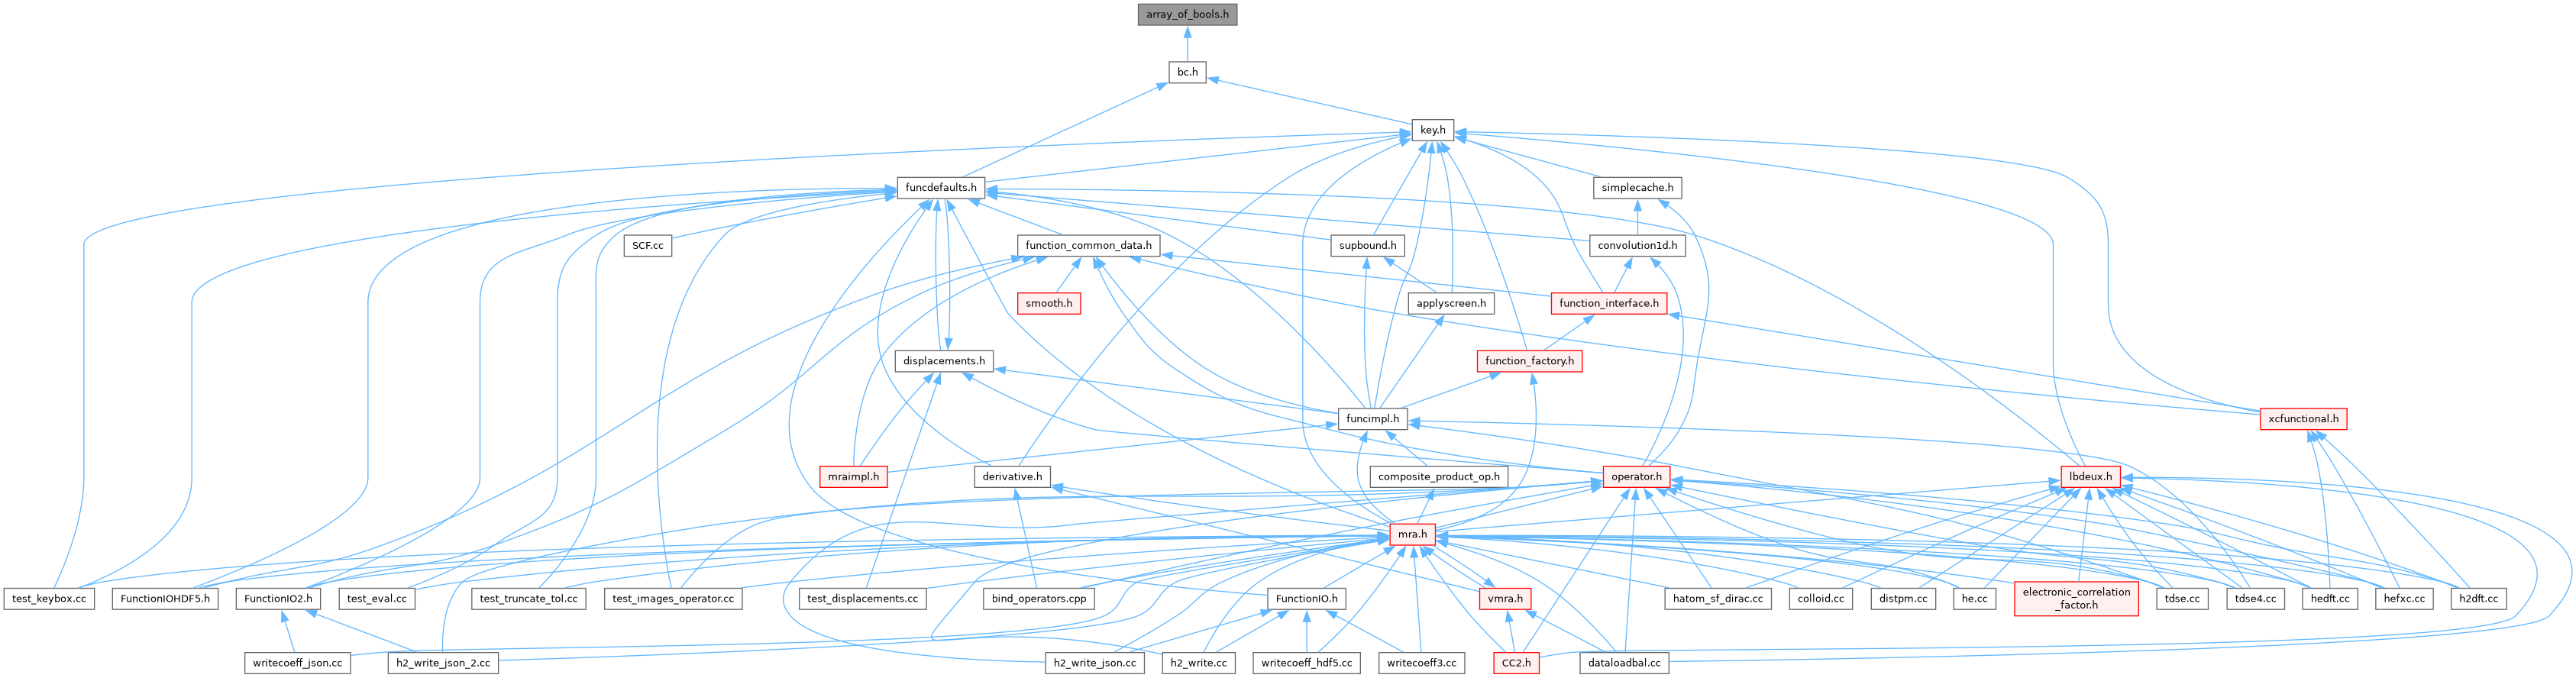 array_of_bools.h
bc.h
key.h
funcdefaults.h
simplecache.h
SCF.cc
function_common_data.h
supbound.h
convolution1d.h
smooth.h
applyscreen.h
function_interface.h
displacements.h
function_factory.h
funcimpl.h
xcfunctional.h
mraimpl.h
derivative.h
composite_product_op.h
operator.h
lbdeux.h
mra.h
test_keybox.cc
FunctionIOHDF5.h
FunctionIO2.h
test_eval.cc
test_truncate_tol.cc
test_images_operator.cc
test_displacements.cc
bind_operators.cpp
FunctionIO.h
vmra.h
hatom_sf_dirac.cc
colloid.cc
distpm.cc
he.cc
electronic_correlation
_factor.h
tdse.cc
tdse4.cc
hedft.cc
hefxc.cc
h2dft.cc
writecoeff_json.cc
h2_write_json_2.cc
h2_write_json.cc
h2_write.cc
writecoeff_hdf5.cc
writecoeff3.cc
CC2.h
dataloadbal.cc